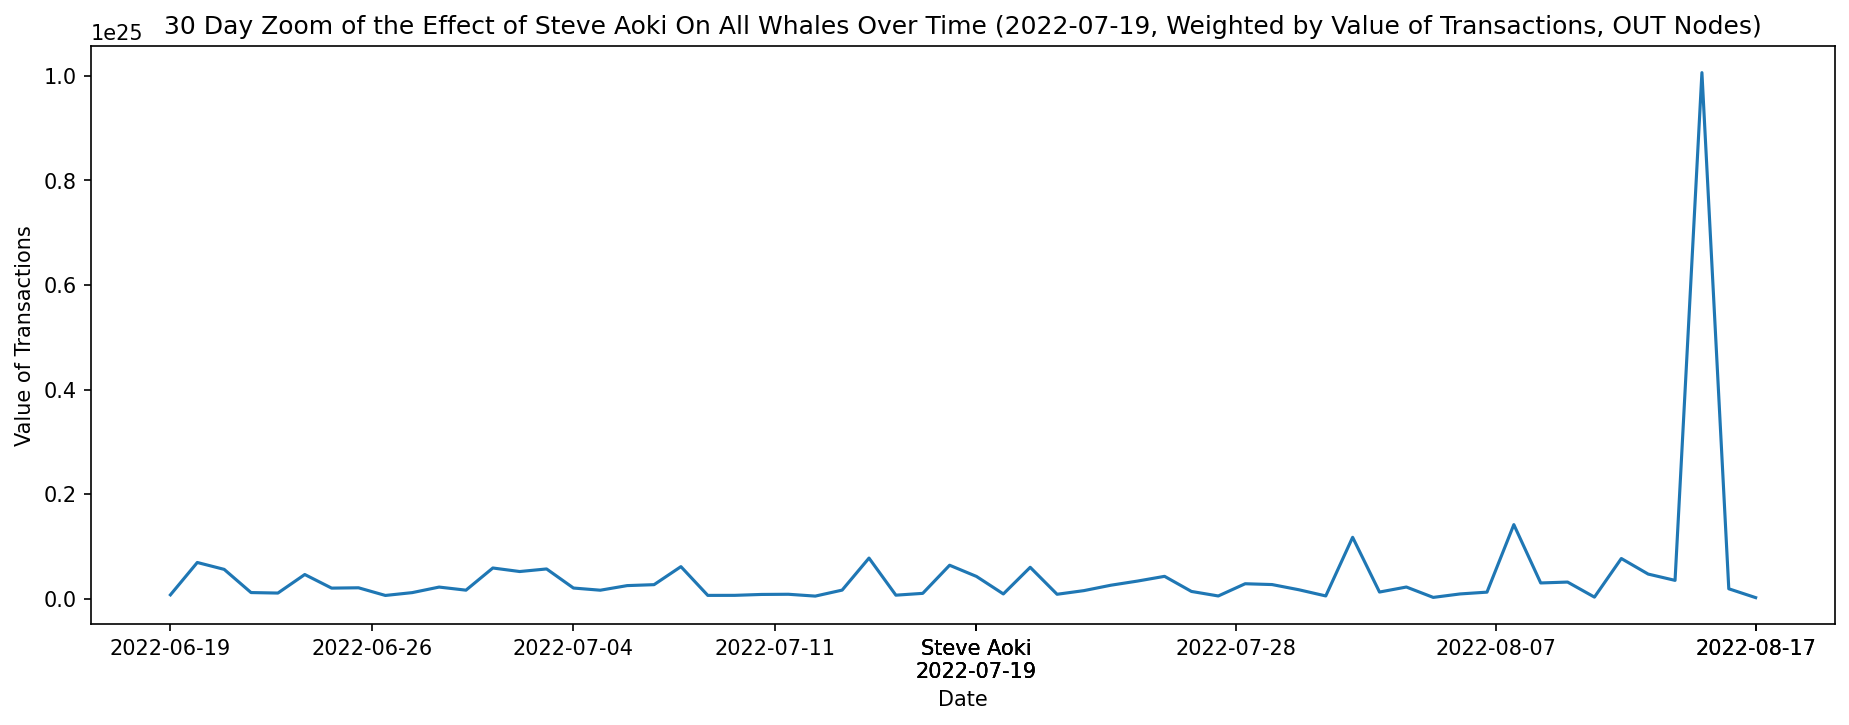 30 Day Zoom of the Effect of Steve Aoki On All Whales Over Time (2022-07-19, Weighted by Value of Transactions, OUT Nodes)
1e25
1.0
0.8
0.6
0.4
0.2
0.0
Value of Transactions
2022-06-19 2022-06-26 2022-07-04 2022-07-11 Steve Aoki 2022-07-28 2022-08-07 2022-08-17
2022-07-19
Date